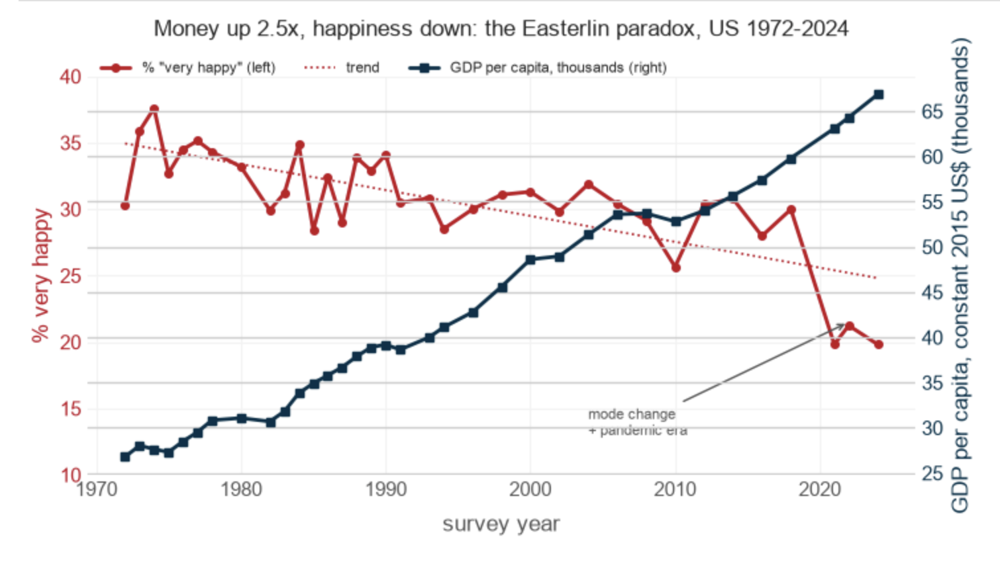 Money up 2.5x, happiness down: the Easterlin paradox, US 1972-2024
% "very happy" (left)
trend
GDP per capita, thousands (right)
40
35
30
25
20
15
10
% very happy
65
60
55
50
45
40
35
30
25
GDP per capita, constant 2015 US$ (thousands)
mode change
+ pandemic era
1970
1980
1990
2000
2010
2020
survey year